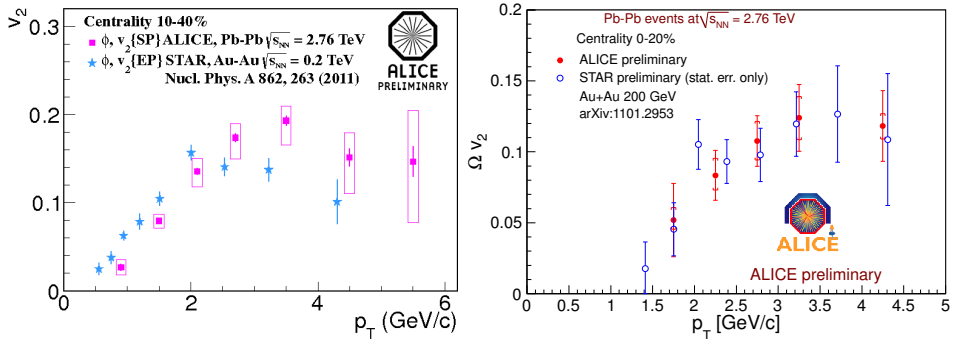 v₂
Centrality 10-40%
ϕ, v₂{SP} ALICE, Pb-Pb √sNN = 2.76 TeV
ϕ, v₂{EP} STAR, Au-Au √sNN = 0.2 TeV
Nucl. Phys. A 862, 263 (2011)
ALICE
PRELIMINARY
0.3
0.2
0.1
0
0 2 4 6
pT (GeV/c)
Pb-Pb events at √sNN = 2.76 TeV
Centrality 0-20%
ALICE preliminary
STAR preliminary (stat. err. only)
Au+Au 200 GeV
arXiv:1101.2953
Ω v₂
0.2
0.15
0.1
0.05
0
ALICE
ALICE preliminary
0 0.5 1 1.5 2 2.5 3 3.5 4 4.5 5
pT [GeV/c]